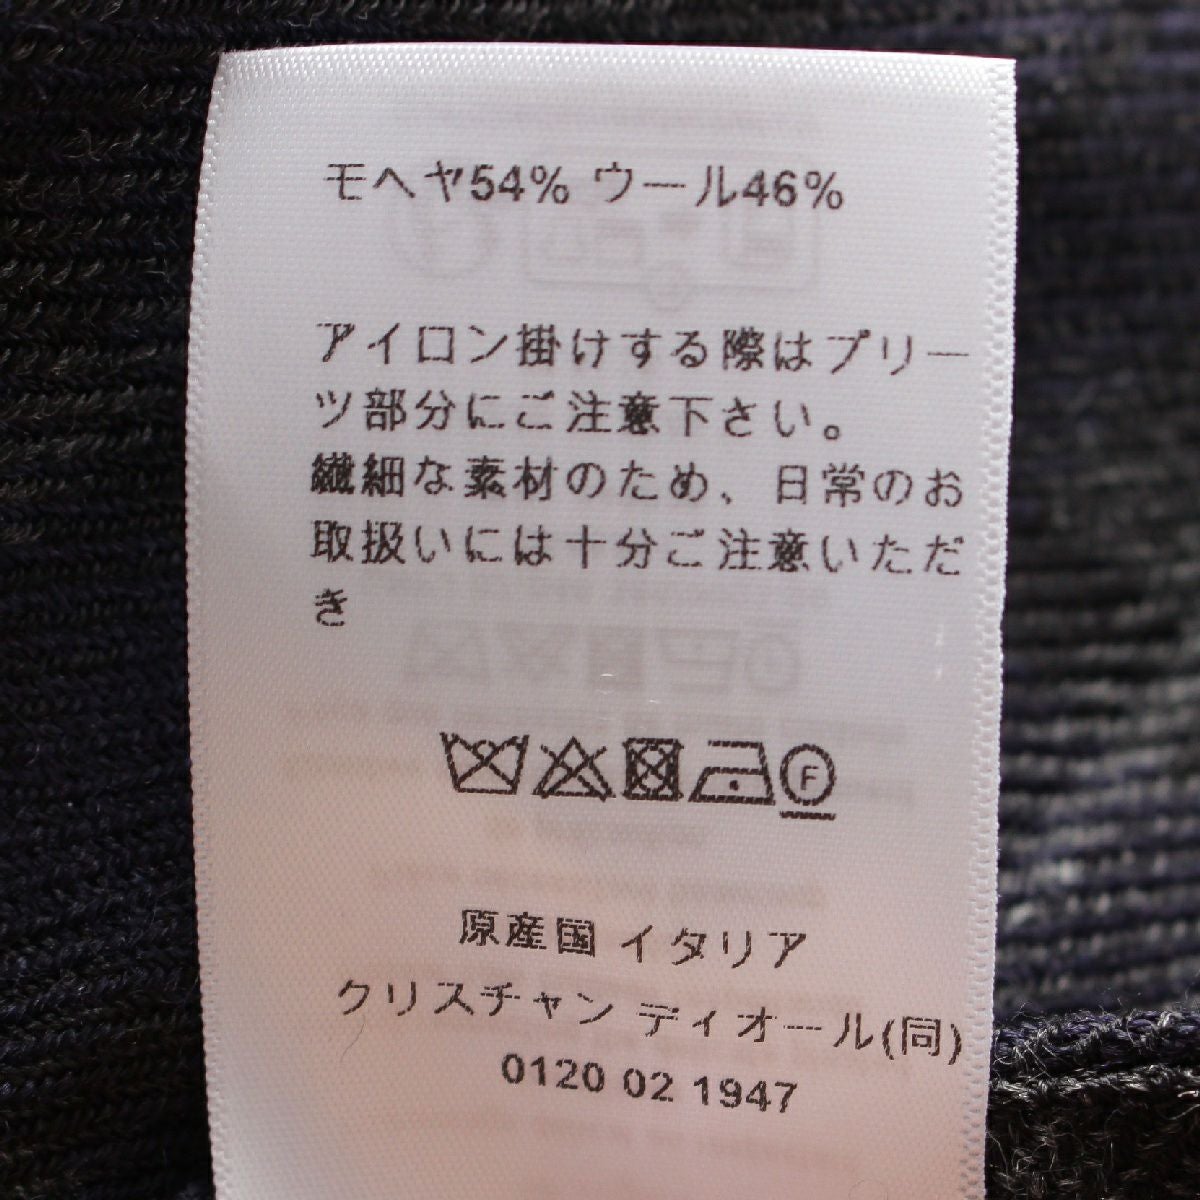 モヘヤ54% ウール46%
アイロン掛けする際はプリー
ツ部分にご注意下さい。
繊細な素材のため、日常のお
取扱いには十分ご注意いただ
き
F
原産国 イタリア
クリスチャン ディオール(同)
0120 02 1947